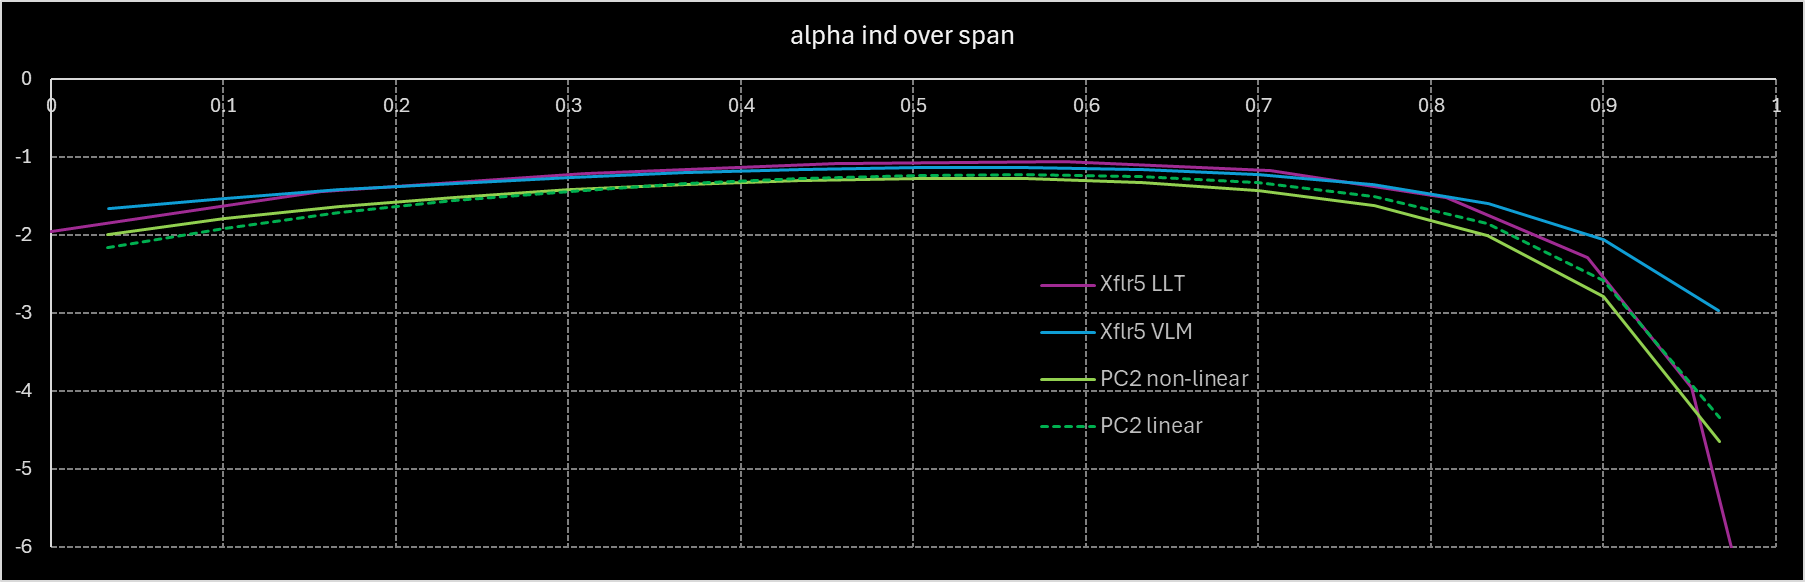 alpha ind over span
0
0 0.1 0.2 0.3 0.4 0.5 0.6 0.7 0.8 0.9 1
-1
-2
-3
-4
-5
-6
Xflr5 LLT
Xflr5 VLM
PC2 non-linear
PC2 linear